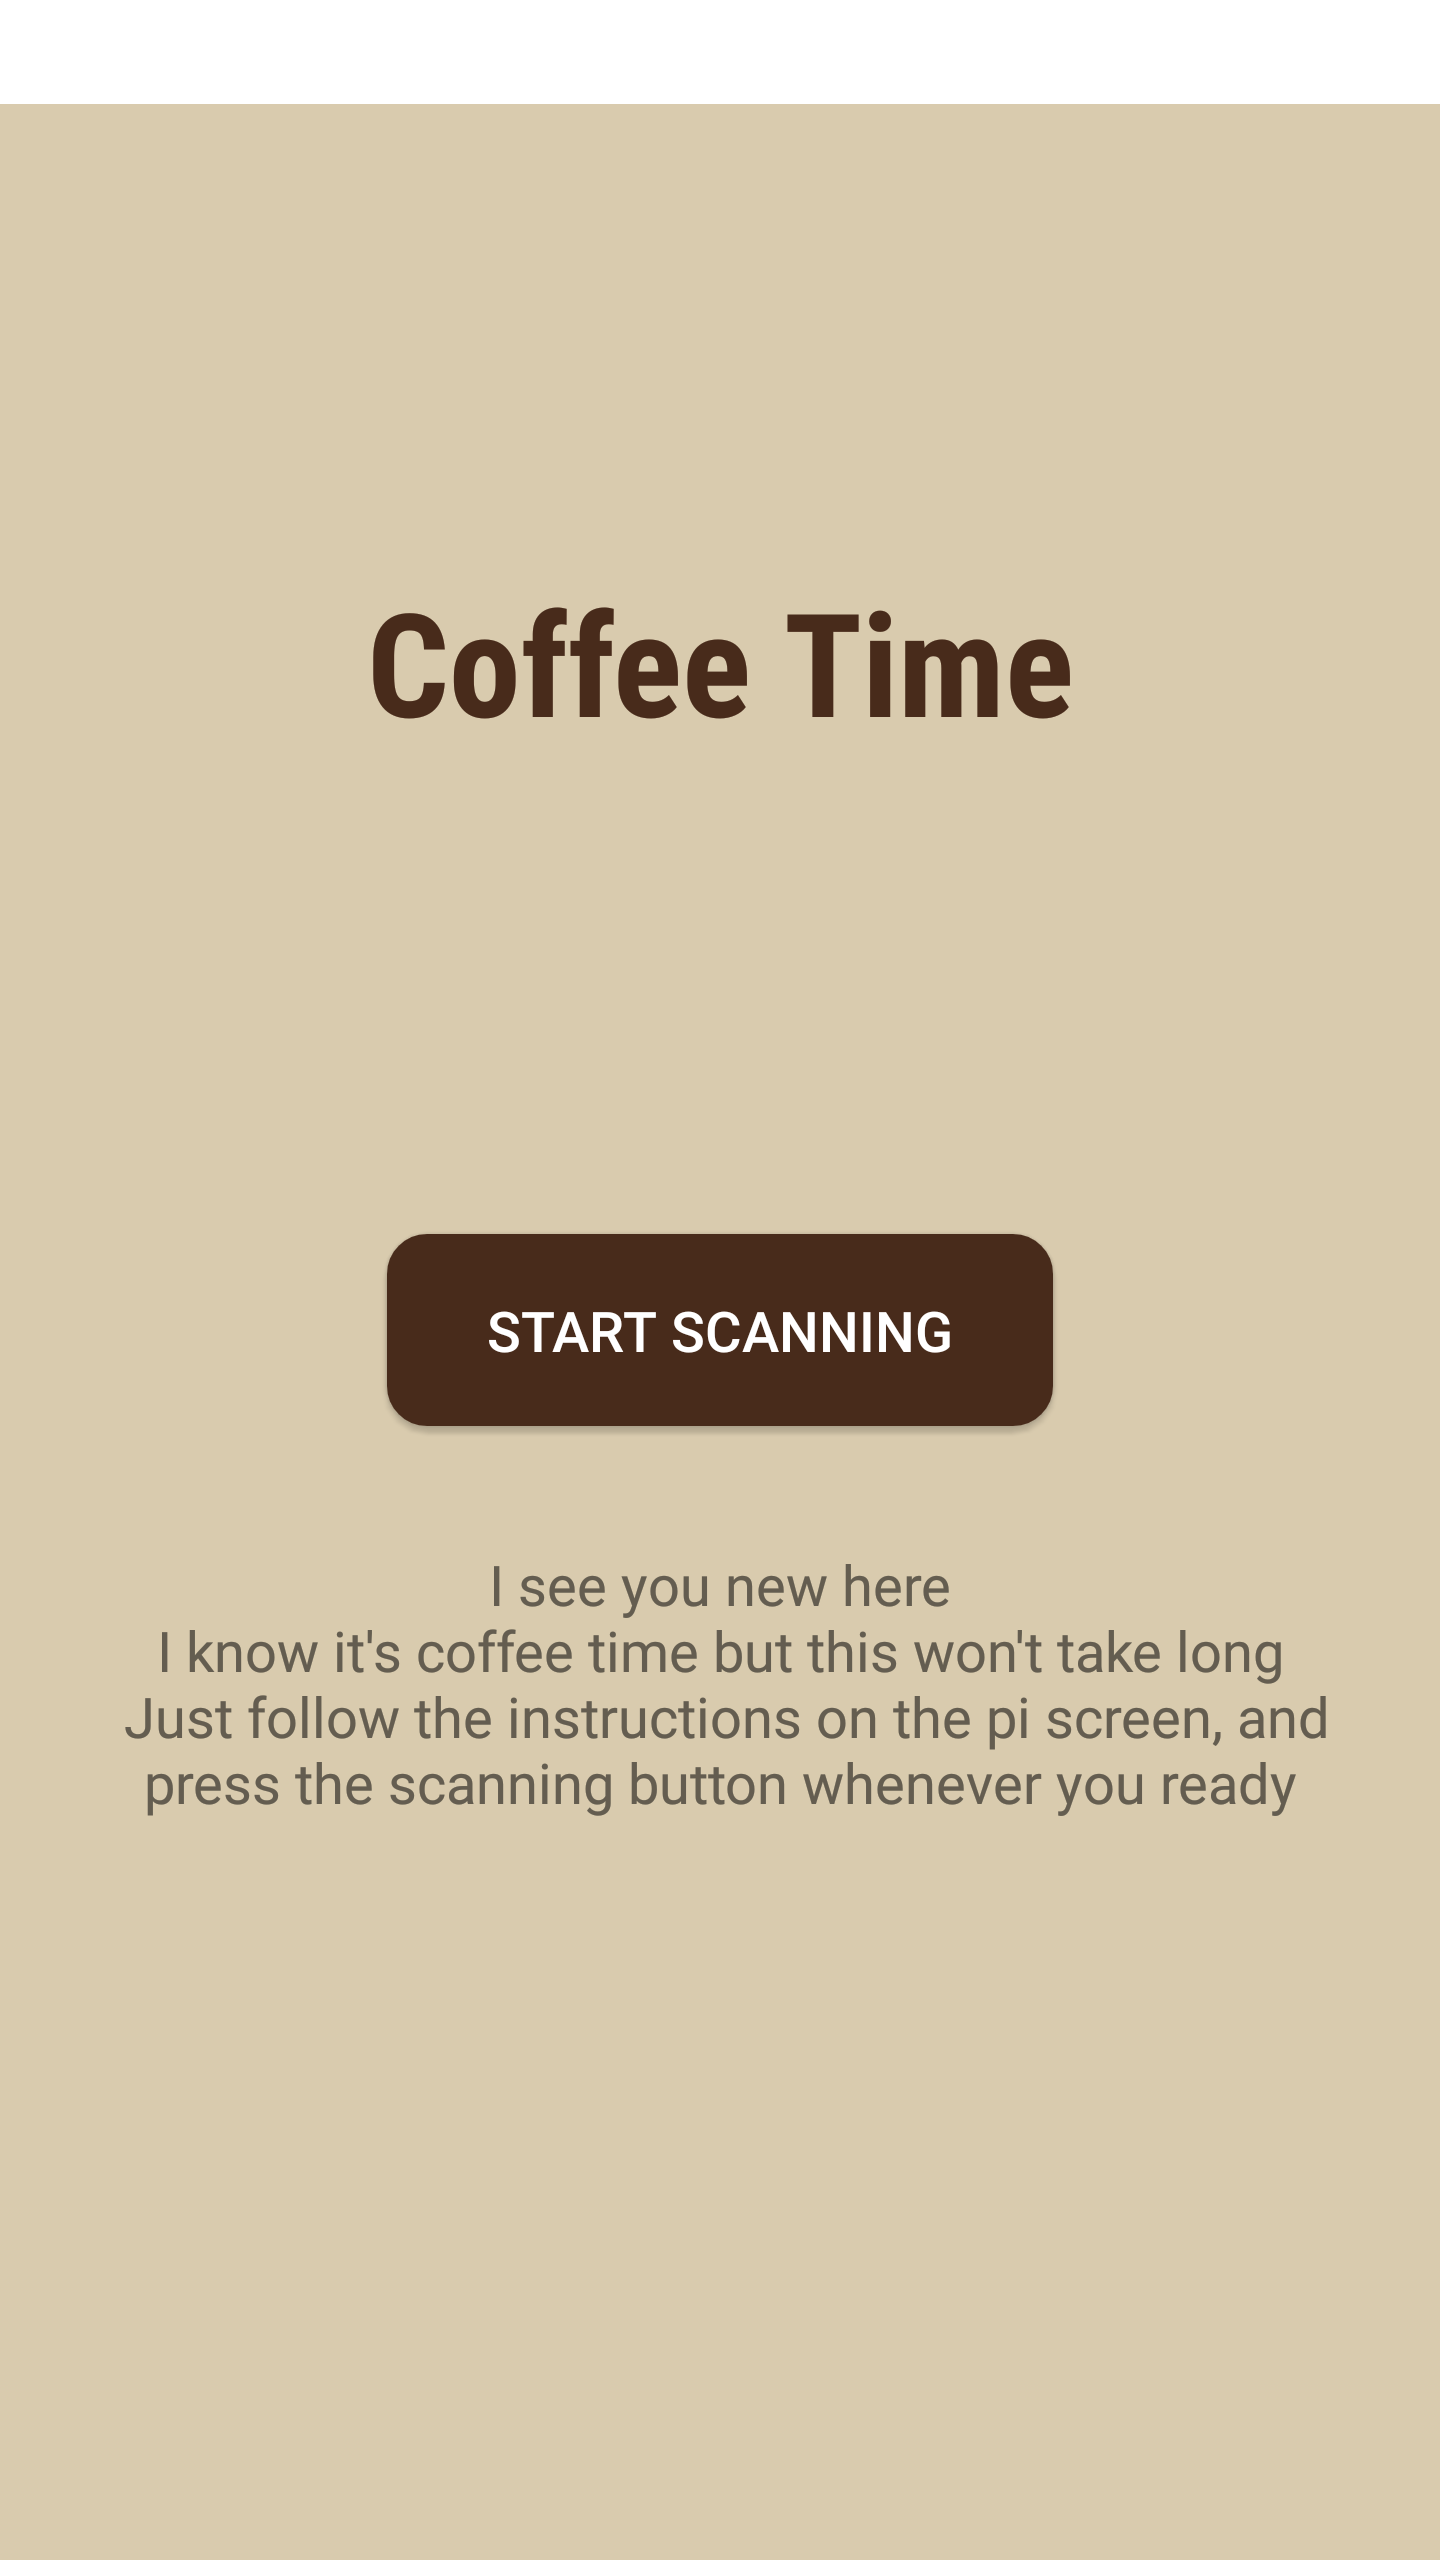 Coffee Time
START SCANNING
I see you new here
I know it's coffee time but this won't take long
Just follow the instructions on the pi screen, and
press the scanning button whenever you ready